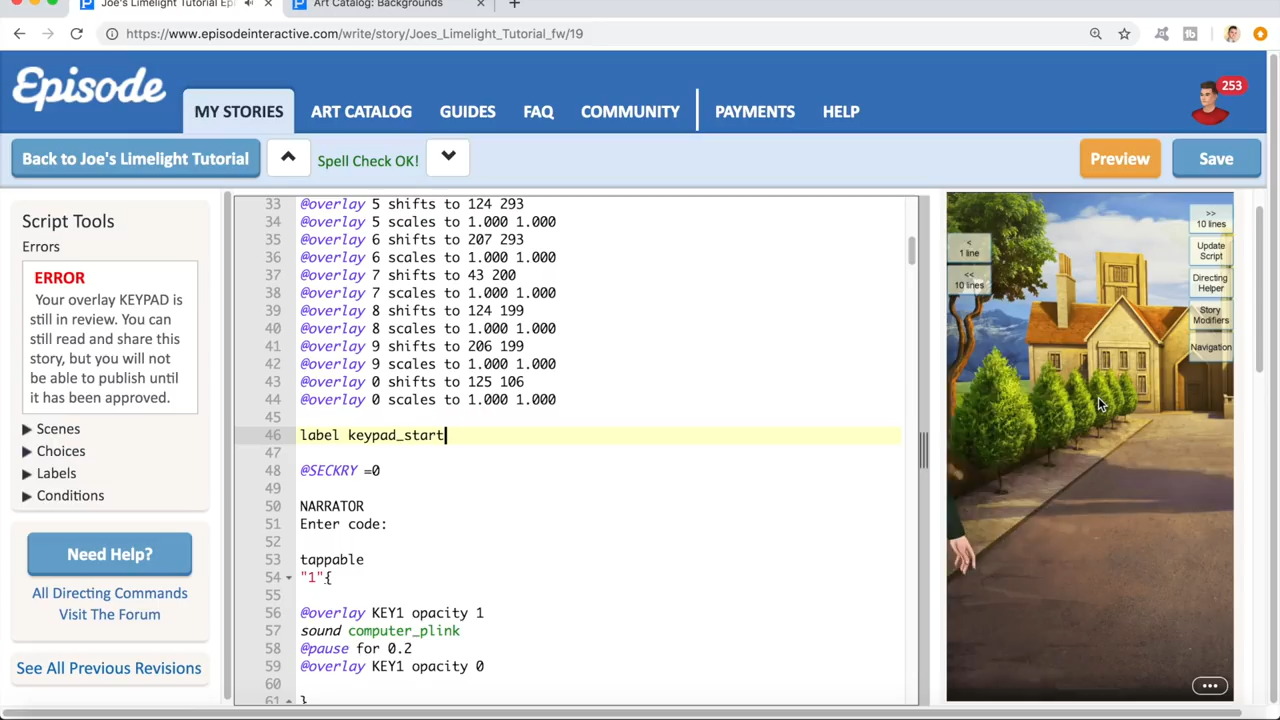 Joe's Limelight Tutorial Epi
Art Catalog: Backgrounds
https://www.episodeinteractive.com/write/story/Joes_Limelight_Tutorial_fw/19
Episode
MY STORIES
ART CATALOG
GUIDES
FAQ
COMMUNITY
PAYMENTS
HELP
253
Back to Joe's Limelight Tutorial
Spell Check OK!
Preview
Save
Script Tools
Errors
ERROR
Your overlay KEYPAD is
still in review. You can
still read and share this
story, but you will not
be able to publish until
it has been approved.
Scenes
Choices
Labels
Conditions
Need Help?
All Directing Commands
Visit The Forum
See All Previous Revisions
33 @overlay 5 shifts to 124 293
34 @overlay 5 scales to 1.000 1.000
35 @overlay 6 shifts to 207 293
36 @overlay 6 scales to 1.000 1.000
37 @overlay 7 shifts to 43 200
38 @overlay 7 scales to 1.000 1.000
39 @overlay 8 shifts to 124 199
40 @overlay 8 scales to 1.000 1.000
41 @overlay 9 shifts to 206 199
42 @overlay 9 scales to 1.000 1.000
43 @overlay 0 shifts to 125 106
44 @overlay 0 scales to 1.000 1.000
45
46 label keypad_start
47
48 @SECKRY =0
49
50 NARRATOR
51 Enter code:
52
53 tappable
54 "1"{
55
56 @overlay KEY1 opacity 1
57 sound computer_plink
58 @pause for 0.2
59 @overlay KEY1 opacity 0
60
61 }
<
1 line
<<
10 lines
>>
10 lines
Update
Script
Directing
Helper
Story
Modifiers
Navigation